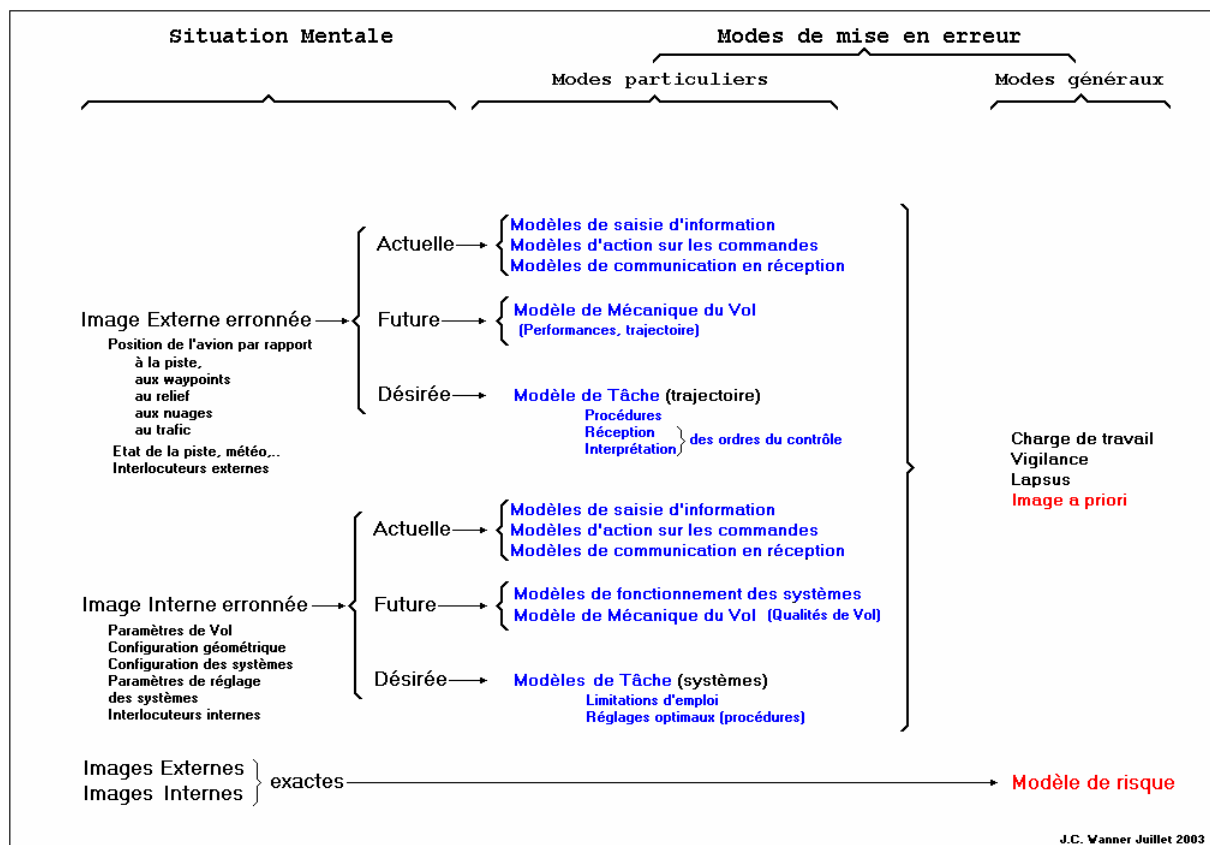 Situation Mentale
Modes de mise en erreur
Modes particuliers
Modes généraux
Image Externe erronnée
Position de l'avion par rapport
à la piste,
aux waypoints
au relief
aux nuages
au trafic
Etat de la piste, météo,..
Interlocuteurs externes
Actuelle
Modèles de saisie d'information
Modèles d'action sur les commandes
Modèles de communication en réception
Future
Modèle de Mécanique du Vol
(Performances, trajectoire)
Désirée
Modèle de Tâche (trajectoire)
Procédures
Réception
Interprétation
des ordres du contrôle
Image Interne erronnée
Paramètres de Vol
Configuration géométrique
Configuration des systèmes
Paramètres de réglage
des systèmes
Interlocuteurs internes
Actuelle
Modèles de saisie d'information
Modèles d'action sur les commandes
Modèles de communication en réception
Future
Modèles de fonctionnement des systèmes
Modèle de Mécanique du Vol (Qualités de Vol)
Désirée
Modèles de Tâche (systèmes)
Limitations d'emploi
Réglages optimaux (procédures)
Charge de travail
Vigilance
Lapsus
Image a priori
Images Externes
Images Internes
exactes
Modèle de risque
J.C. Wanner Juillet 2003